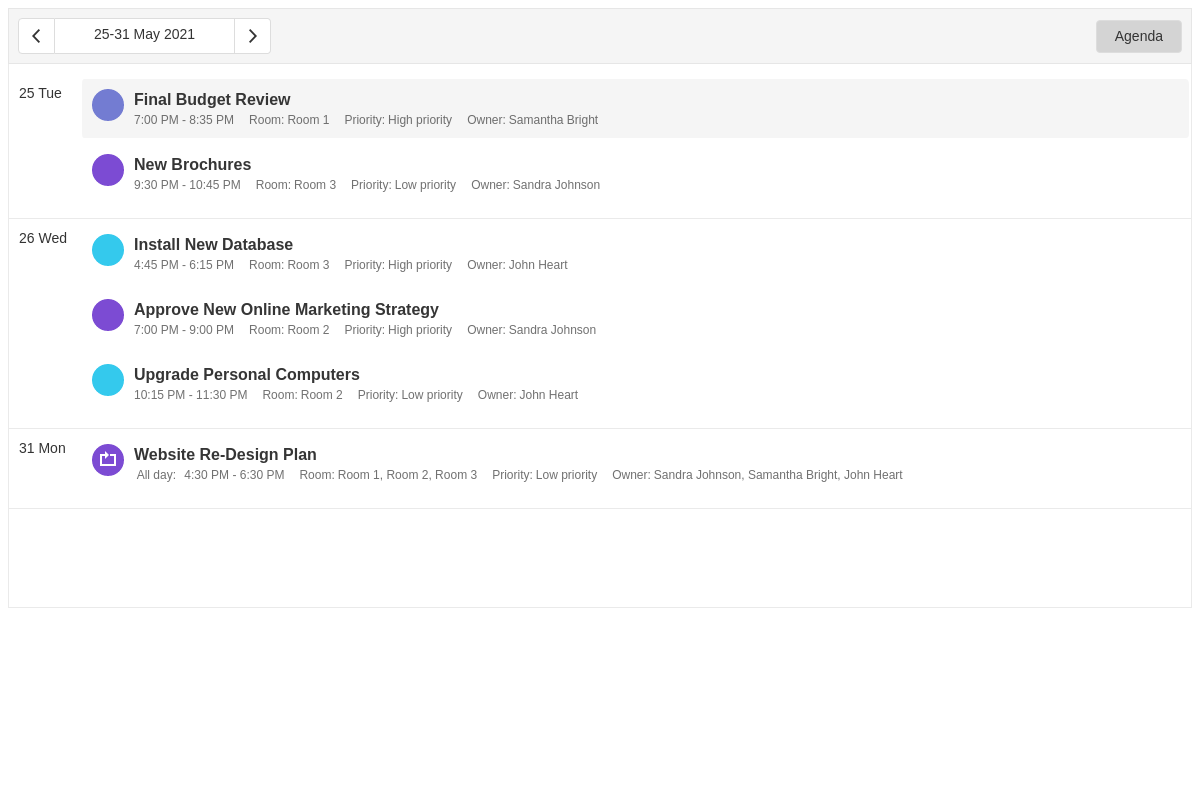 25-31 May 2021
Agenda
25 Tue
Final Budget Review
7:00 PM - 8:35 PM Room: Room 1 Priority: High priority Owner: Samantha Bright
New Brochures
9:30 PM - 10:45 PM Room: Room 3 Priority: Low priority Owner: Sandra Johnson
26 Wed
Install New Database
4:45 PM - 6:15 PM Room: Room 3 Priority: High priority Owner: John Heart
Approve New Online Marketing Strategy
7:00 PM - 9:00 PM Room: Room 2 Priority: High priority Owner: Sandra Johnson
Upgrade Personal Computers
10:15 PM - 11:30 PM Room: Room 2 Priority: Low priority Owner: John Heart
31 Mon
Website Re-Design Plan
All day: 4:30 PM - 6:30 PM Room: Room 1, Room 2, Room 3 Priority: Low priority Owner: Sandra Johnson, Samantha Bright, John Heart